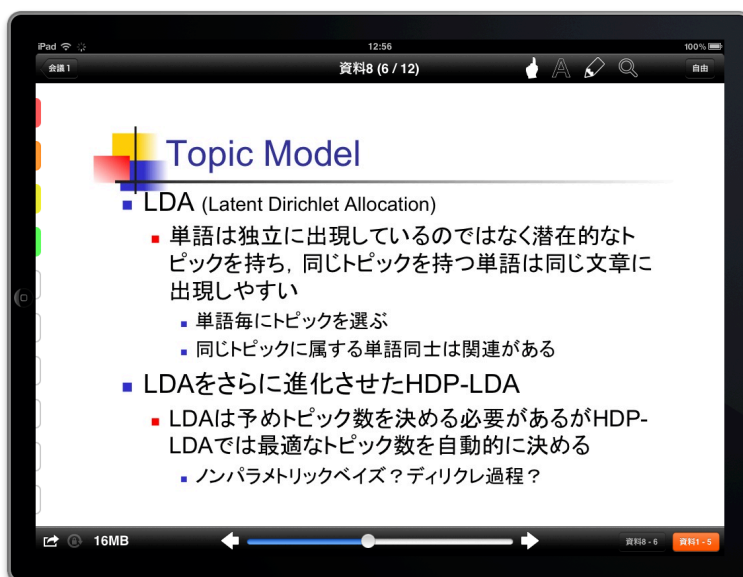 iPad 12:56 100%
会議1 資料8 (6 / 12) A 自由
Topic Model
LDA (Latent Dirichlet Allocation)
単語は独立に出現しているのではなく潜在的なト
ピックを持ち，同じトピックを持つ単語は同じ文章に
出現しやすい
単語毎にトピックを選ぶ
同じトピックに属する単語同士は関連がある
LDAをさらに進化させたHDP-LDA
LDAは予めトピック数を決める必要があるがHDP-
LDAでは最適なトピック数を自動的に決める
ノンパラメトリックベイズ？ディリクレ過程？
16MB 資料8 - 6 資料1 - 5